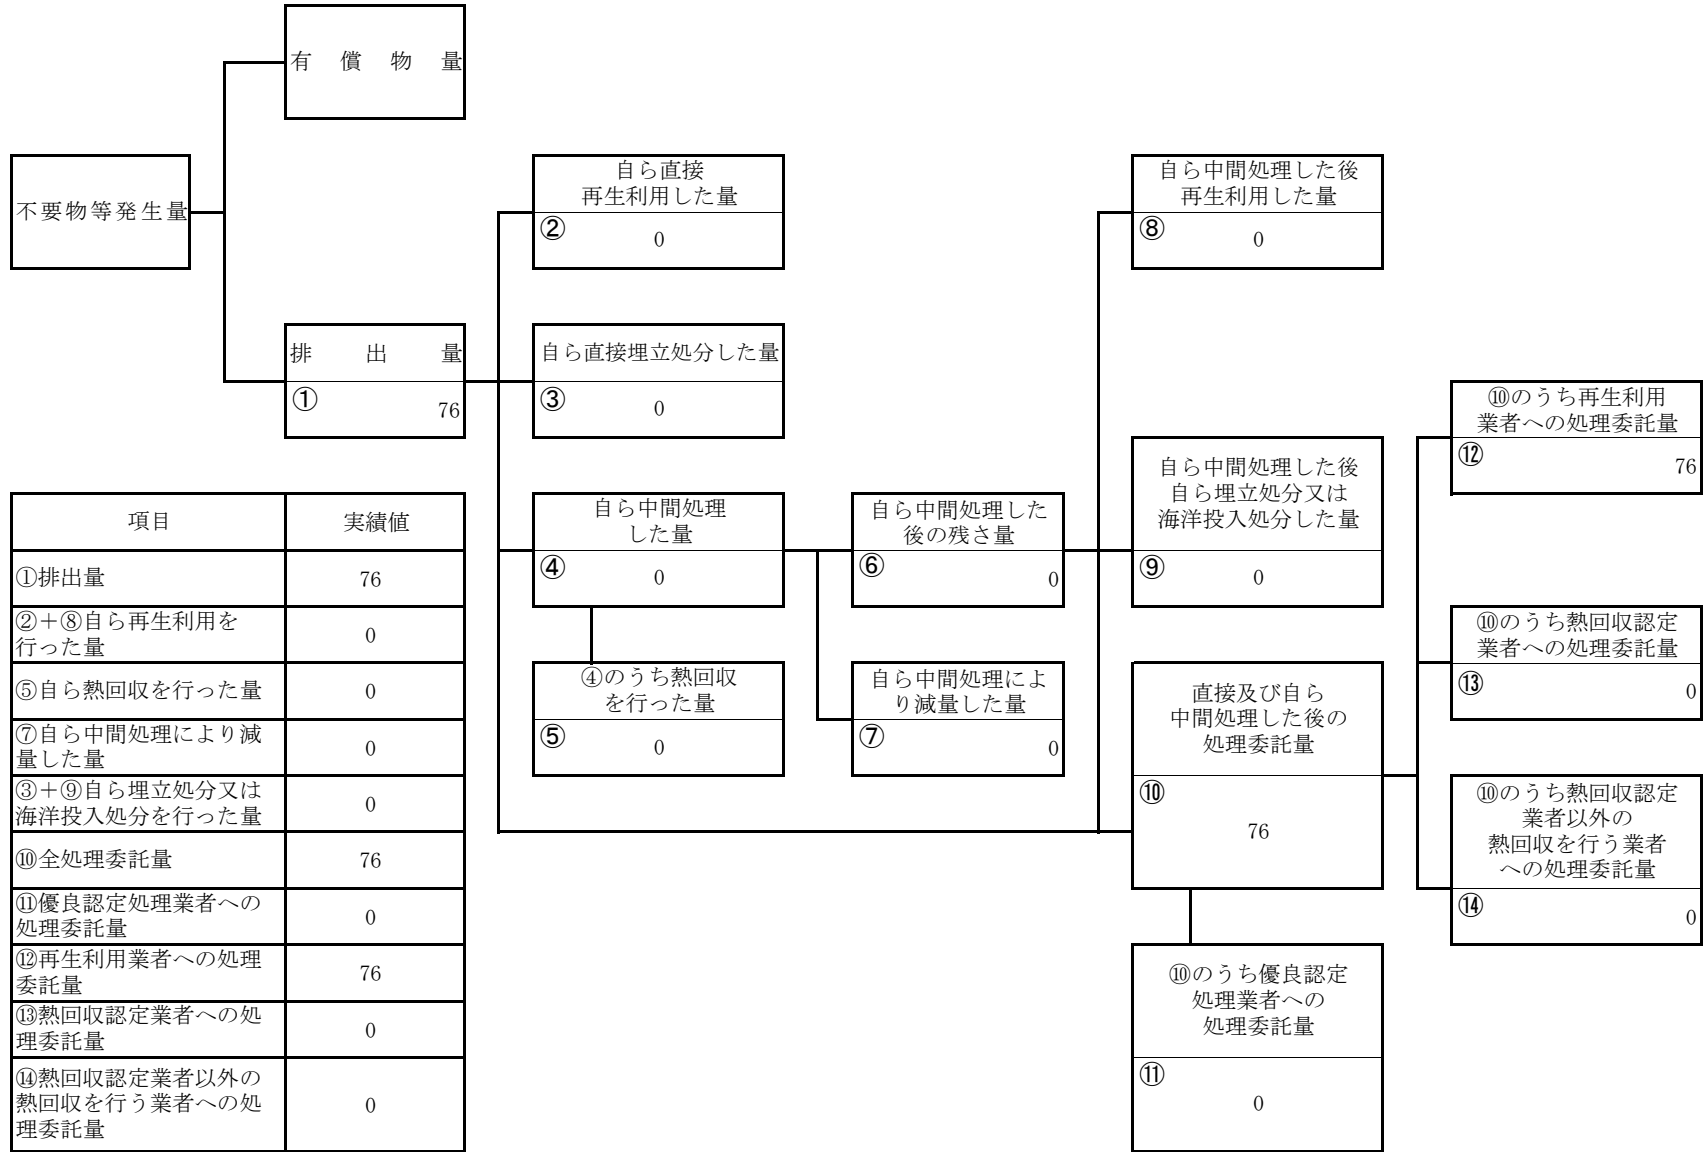 有償物量
不要物等発生量
排出量
①
76
自ら直接
再生利用した量
②
0
自ら直接埋立処分した量
③
0
自ら中間処理
した量
④
0
④のうち熱回収
を行った量
⑤
0
自ら中間処理した
後の残さ量
⑥
0
自ら中間処理によ
り減量した量
⑦
0
自ら中間処理した後
再生利用した量
⑧
0
自ら中間処理した後
自ら埋立処分又は
海洋投入処分した量
⑨
0
直接及び自ら
中間処理した後の
処理委託量
⑩
76
⑩のうち優良認定
処理業者への
処理委託量
⑪
0
⑩のうち再生利用
業者への処理委託量
⑫
76
⑩のうち熱回収認定
業者への処理委託量
⑬
0
⑩のうち熱回収認定
業者以外の
熱回収を行う業者
への処理委託量
⑭
0
項目 実績値
①排出量 76
②＋⑧自ら再生利用を
行った量
0
⑤自ら熱回収を行った量 0
⑦自ら中間処理により減
量した量
0
③＋⑨自ら埋立処分又は
海洋投入処分を行った量
0
⑩全処理委託量 76
⑪優良認定処理業者への
処理委託量
0
⑫再生利用業者への処理
委託量
76
⑬熱回収認定業者への処
理委託量
0
⑭熱回収認定業者以外の
熱回収を行う業者への処
理委託量
0